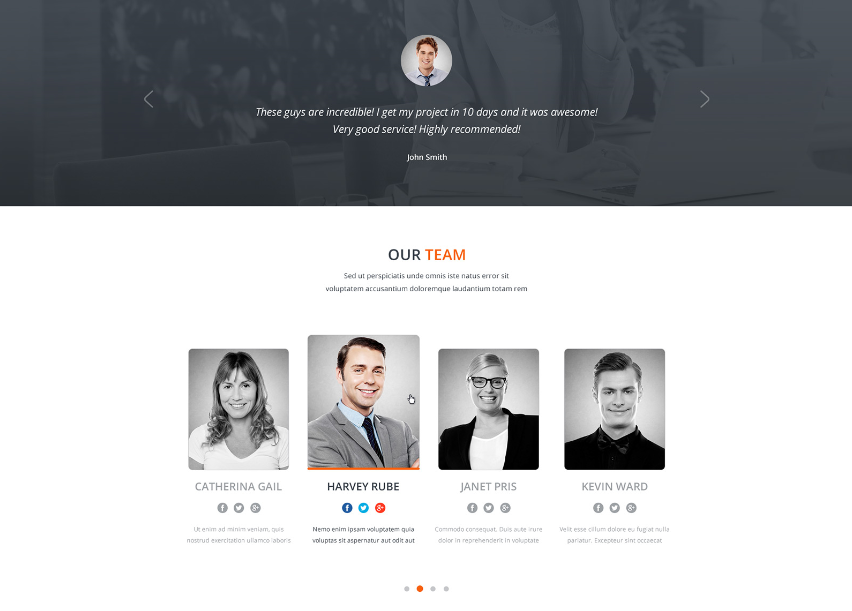 These guys are incredible! I get my project in 10 days and it was awesome!
Very good service! Highly recommended!
John Smith
OUR TEAM
Sed ut perspiciatis unde omnis iste natus error sit
voluptatem accusantium doloremque laudantium totam rem
CATHERINA GAIL
Ut enim ad minim veniam, quis
nostrud exercitation ullamco laboris
HARVEY RUBE
Nemo enim ipsam voluptatem quia
voluptas sit aspernatur aut odit aut
JANET PRIS
Commodo consequat. Duis aute irure
dolor in reprehenderit in voluptate
KEVIN WARD
Velit esse cillum dolore eu fugiat nulla
pariatur. Excepteur sint occaecat